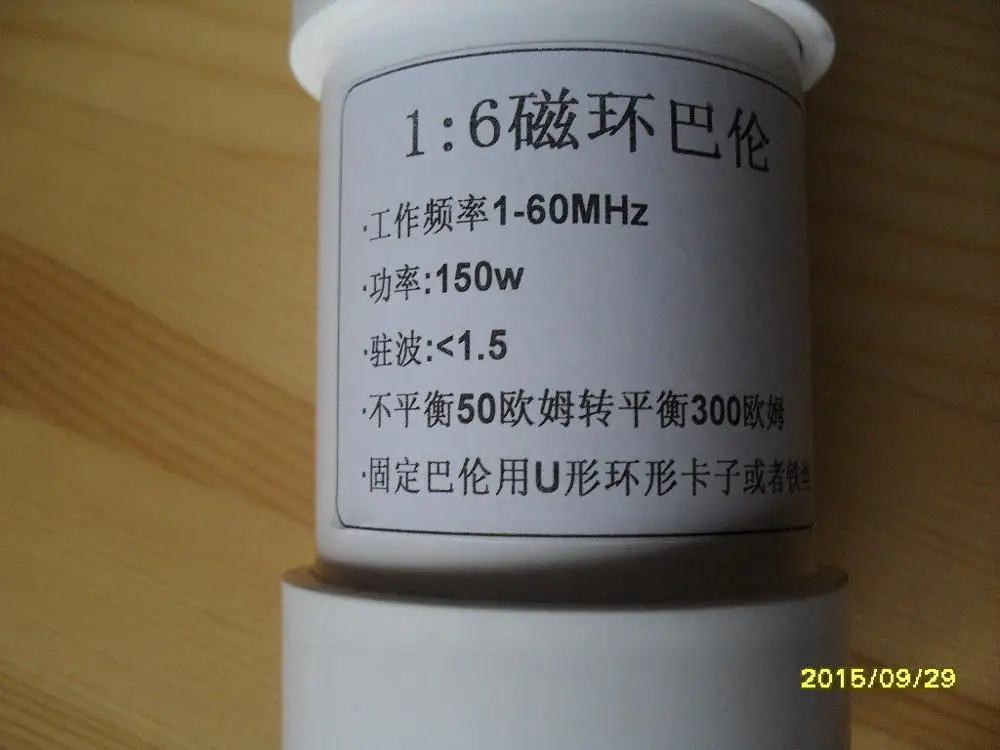 1:6磁环巴伦
·工作频率1-60MHz
·功率:150w
·驻波:<1.5
·不平衡50欧姆转平衡300欧姆
·固定巴伦用U形环形卡子或者铁丝
2015/09/29